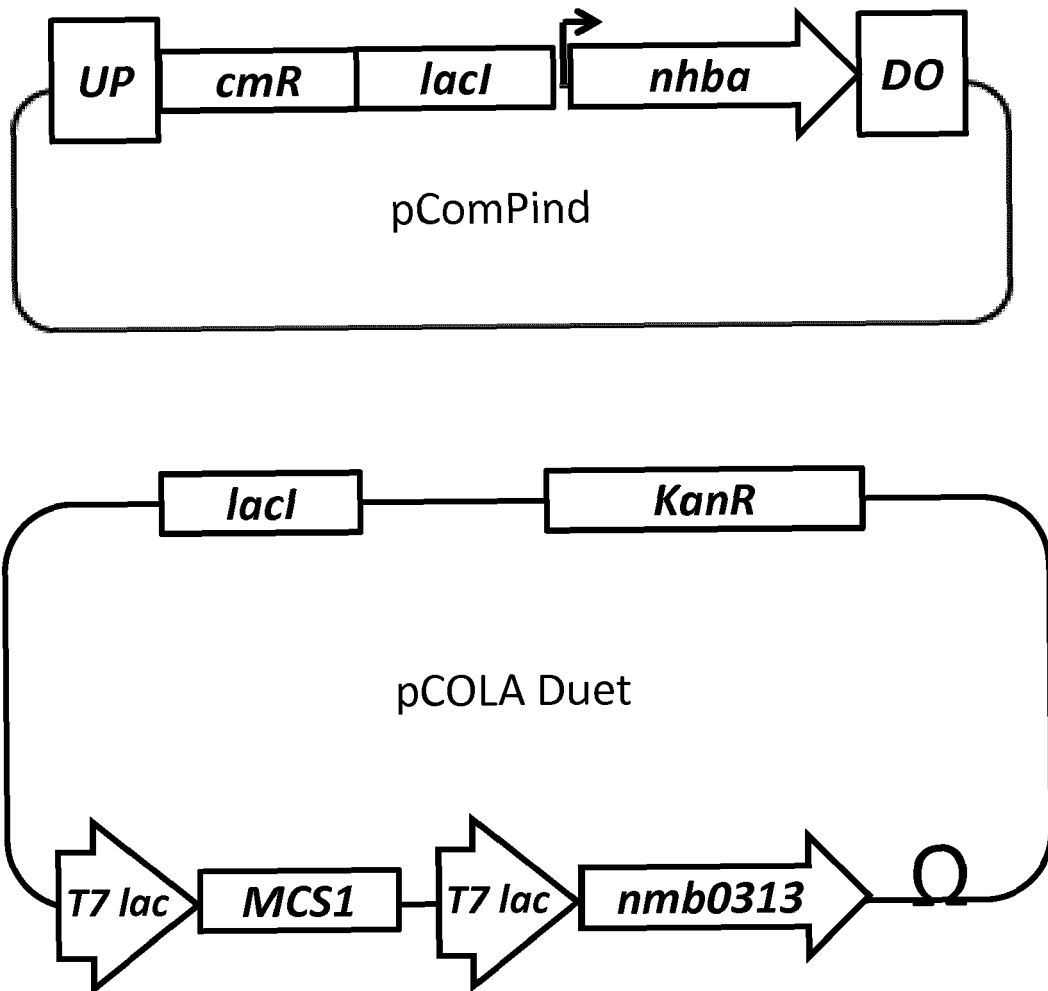 UP cmR lacI nhba DO
pComPind
lacI KanR
pCOLA Duet
T7 lac MCS1 T7 lac nmb0313